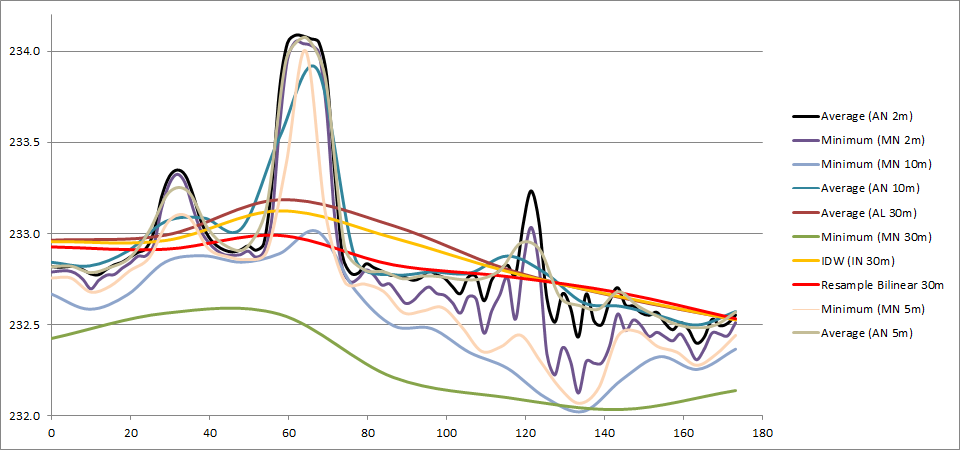 234.0
233.5
233.0
232.5
232.0
0 20 40 60 80 100 120 140 160 180
Average (AN 2m)
Minimum (MN 2m)
Minimum (MN 10m)
Average (AN 10m)
Average (AL 30m)
Minimum (MN 30m)
IDW (IN 30m)
Resample Bilinear 30m
Minimum (MN 5m)
Average (AN 5m)